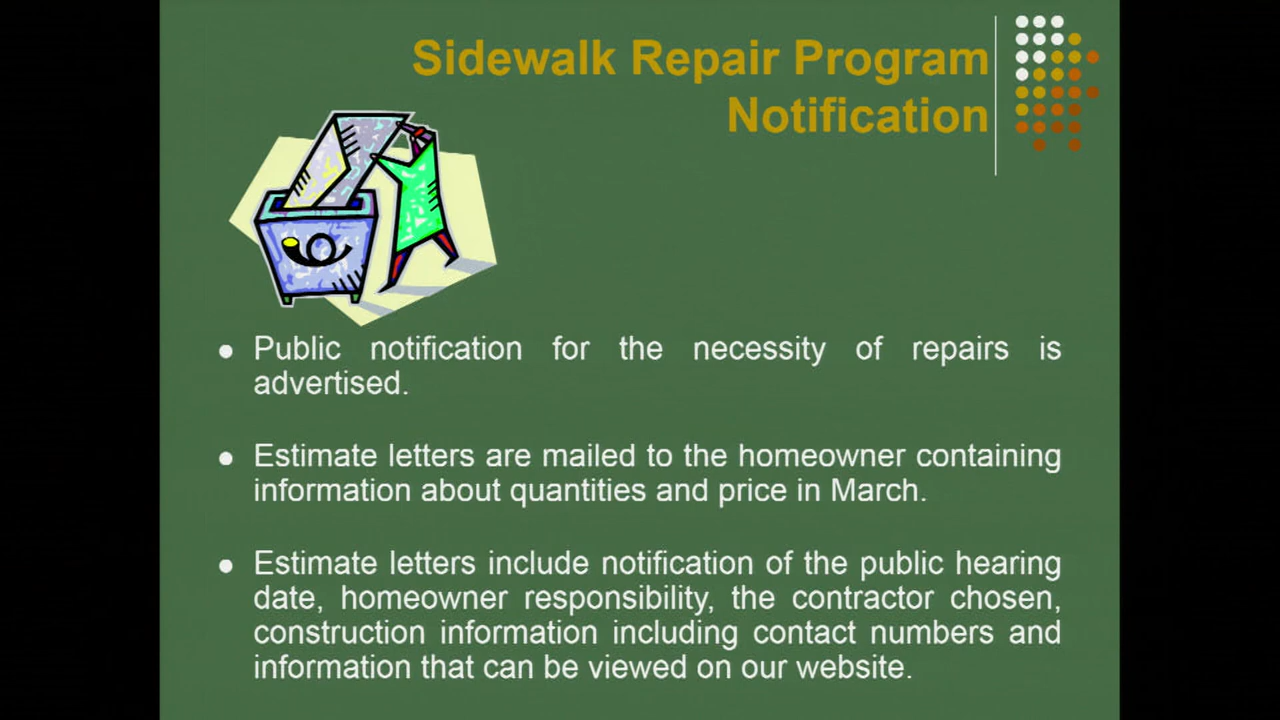 Sidewalk Repair Program
Notification
● Public notification for the necessity of repairs is
advertised.
● Estimate letters are mailed to the homeowner containing
information about quantities and price in March.
● Estimate letters include notification of the public hearing
date, homeowner responsibility, the contractor chosen,
construction information including contact numbers and
information that can be viewed on our website.